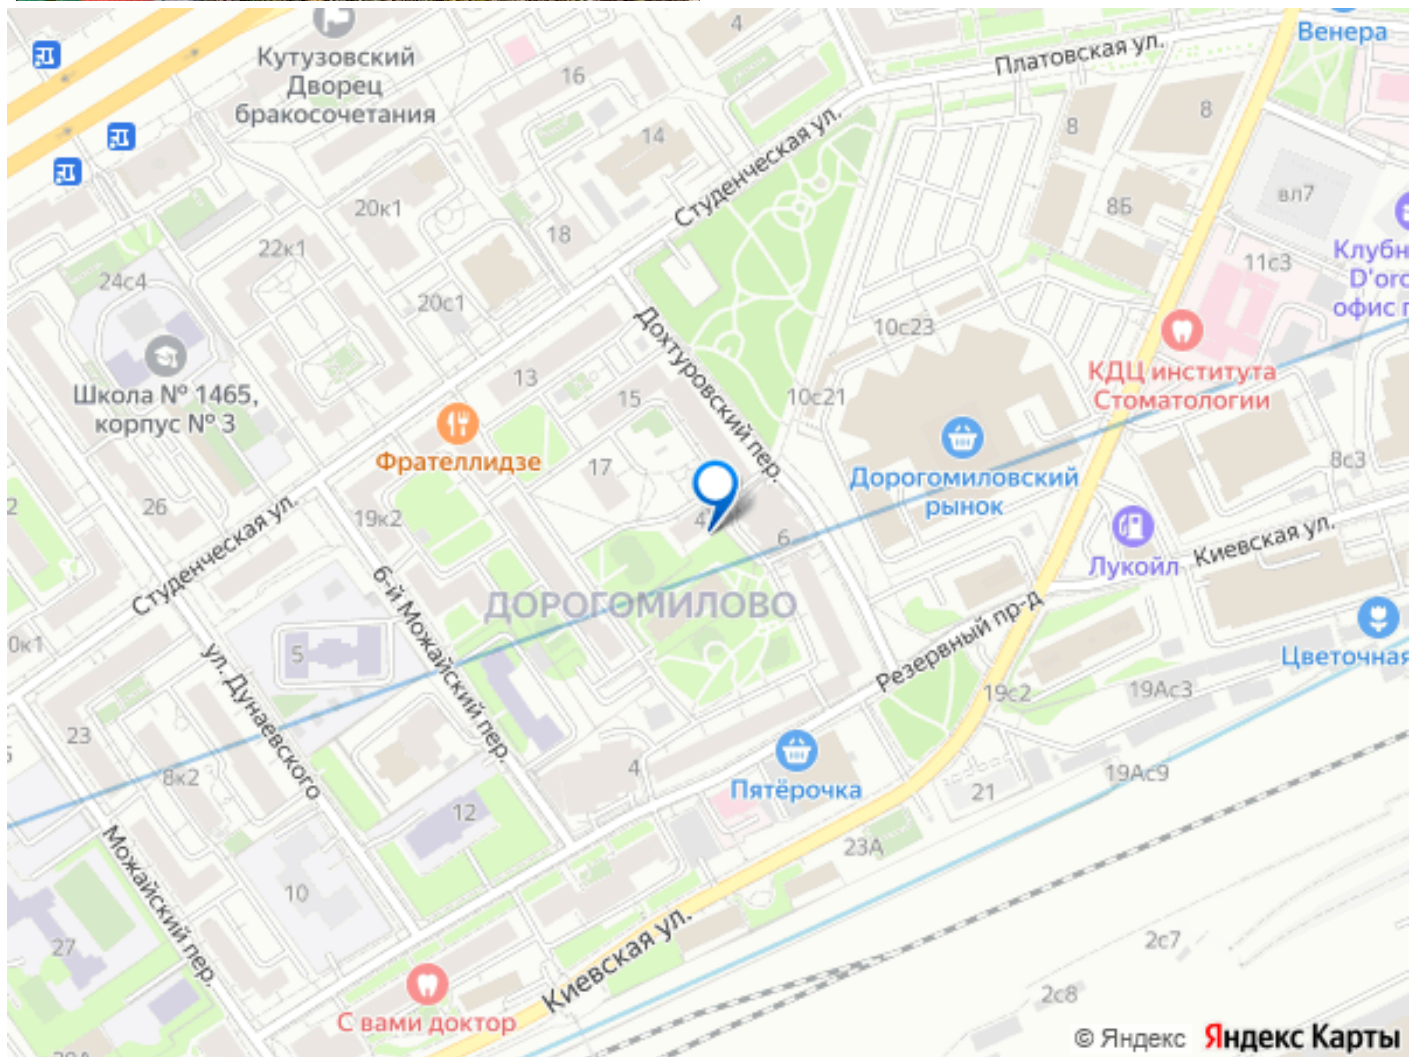 4
Венера
Кутузовский
Дворец
бракосочетания
16
Платовская ул.
8
8
14
Студенческая ул.
20к1
18
8Б
вл7
22к1
11с3
Клубн
D'oro
офис п
24с4
20с1
10с23
Дохтуровский пер.
КДЦ института
Стоматологии
Школа № 1465,
корпус № 3
13
15
10с21
Фрателлидзе
17
Дорогомиловский
рынок
8с3
2
26
19к2
4
6
Лукойл
Киевская ул.
Студенческая ул.
6-й Можайский пер.
ДОРОГОМИЛОВО
Резервный пр-д
0к1
5
ул. Дунаевского
Цветочная
19с2
19Ас3
23
8к2
4
Пятёрочка
19Ас9
21
12
23А
Можайский пер.
10
27
Киевская ул.
2с7
2с8
С вами доктор
20А
© Яндекс Яндекс Карты